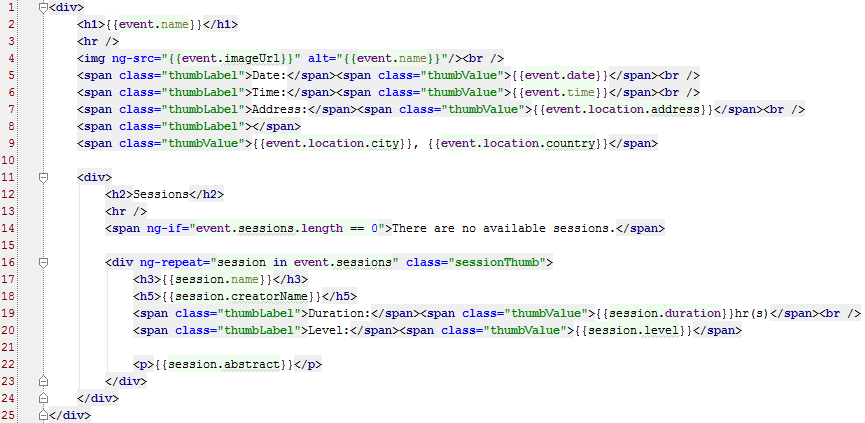 1 <div>
2     <h1>{{event.name}}</h1>
3     <hr />
4     <img ng-src="{{event.imageUrl}}" alt="{{event.name}}"/><br />
5     <span class="thumbLabel">Date:</span><span class="thumbValue">{{event.date}}</span><br />
6     <span class="thumbLabel">Time:</span><span class="thumbValue">{{event.time}}</span><br />
7     <span class="thumbLabel">Address:</span><span class="thumbValue">{{event.location.address}}</span><br />
8     <span class="thumbLabel"></span>
9     <span class="thumbValue">{{event.location.city}}, {{event.location.country}}</span>
10
11     <div>
12         <h2>Sessions</h2>
13         <hr />
14         <span ng-if="event.sessions.length == 0">There are no available sessions.</span>
15
16         <div ng-repeat="session in event.sessions" class="sessionThumb">
17             <h3>{{session.name}}</h3>
18             <h5>{{session.creatorName}}</h5>
19             <span class="thumbLabel">Duration:</span><span class="thumbValue">{{session.duration}}hr(s)</span><br />
20             <span class="thumbLabel">Level:</span><span class="thumbValue">{{session.level}}</span>
21
22             <p>{{session.abstract}}</p>
23         </div>
24     </div>
25 </div>